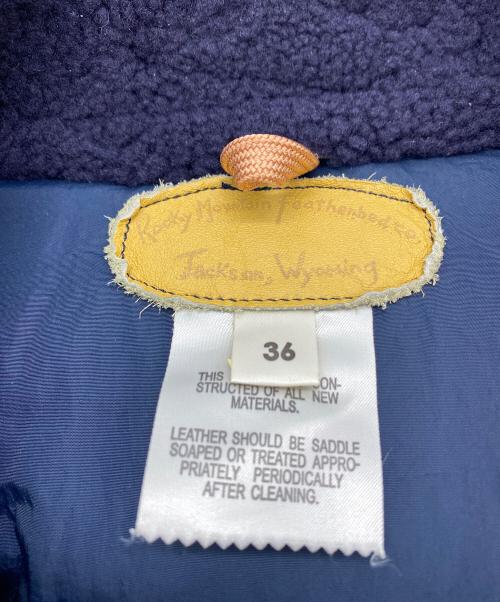 Rocky Mountain Featherbed co.
Jackson, Wyoming
36
THIS ON-
STRUCTED OF ALL NEW
MATERIALS.
LEATHER SHOULD BE SADDLE
SOAPED OR TREATED APPRO-
PRIATELY PERIODICALLY
AFTER CLEANING.